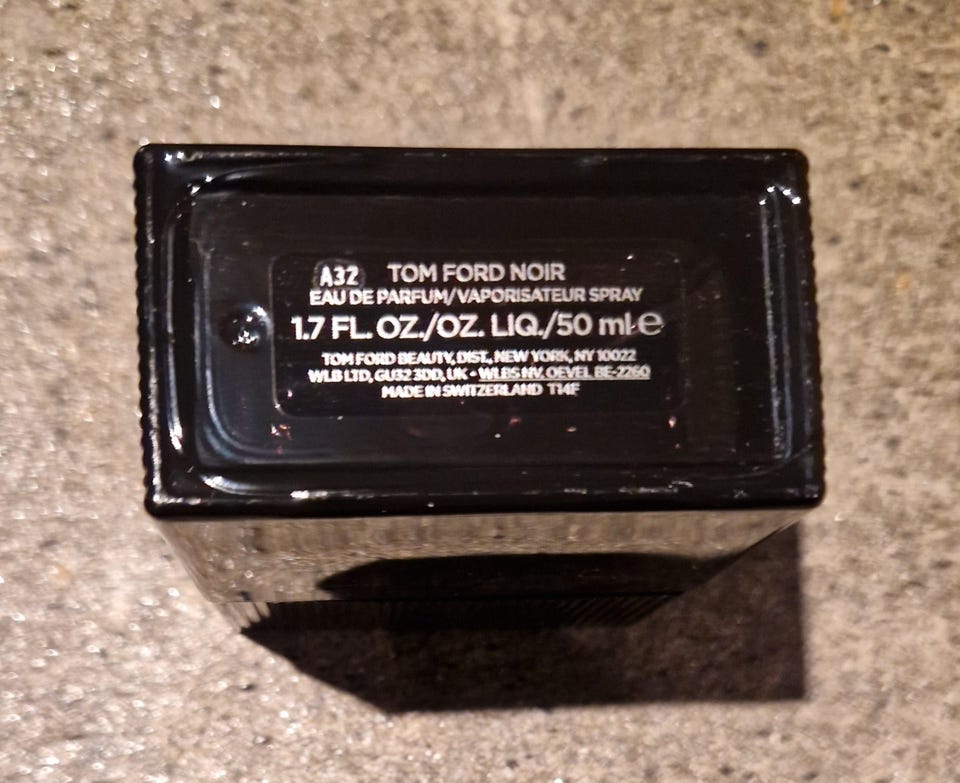 A32 TOM FORD NOIR
EAU DE PARFUM/VAPORISATEUR SPRAY
1.7 FL. OZ./OZ. LIQ./50 ml e
TOM FORD BEAUTY, DIST., NEW YORK, NY 10022
WLB LTD, GU32 3DD, UK • WLBS NV. OEVEL BE-2260
MADE IN SWITZERLAND T14F